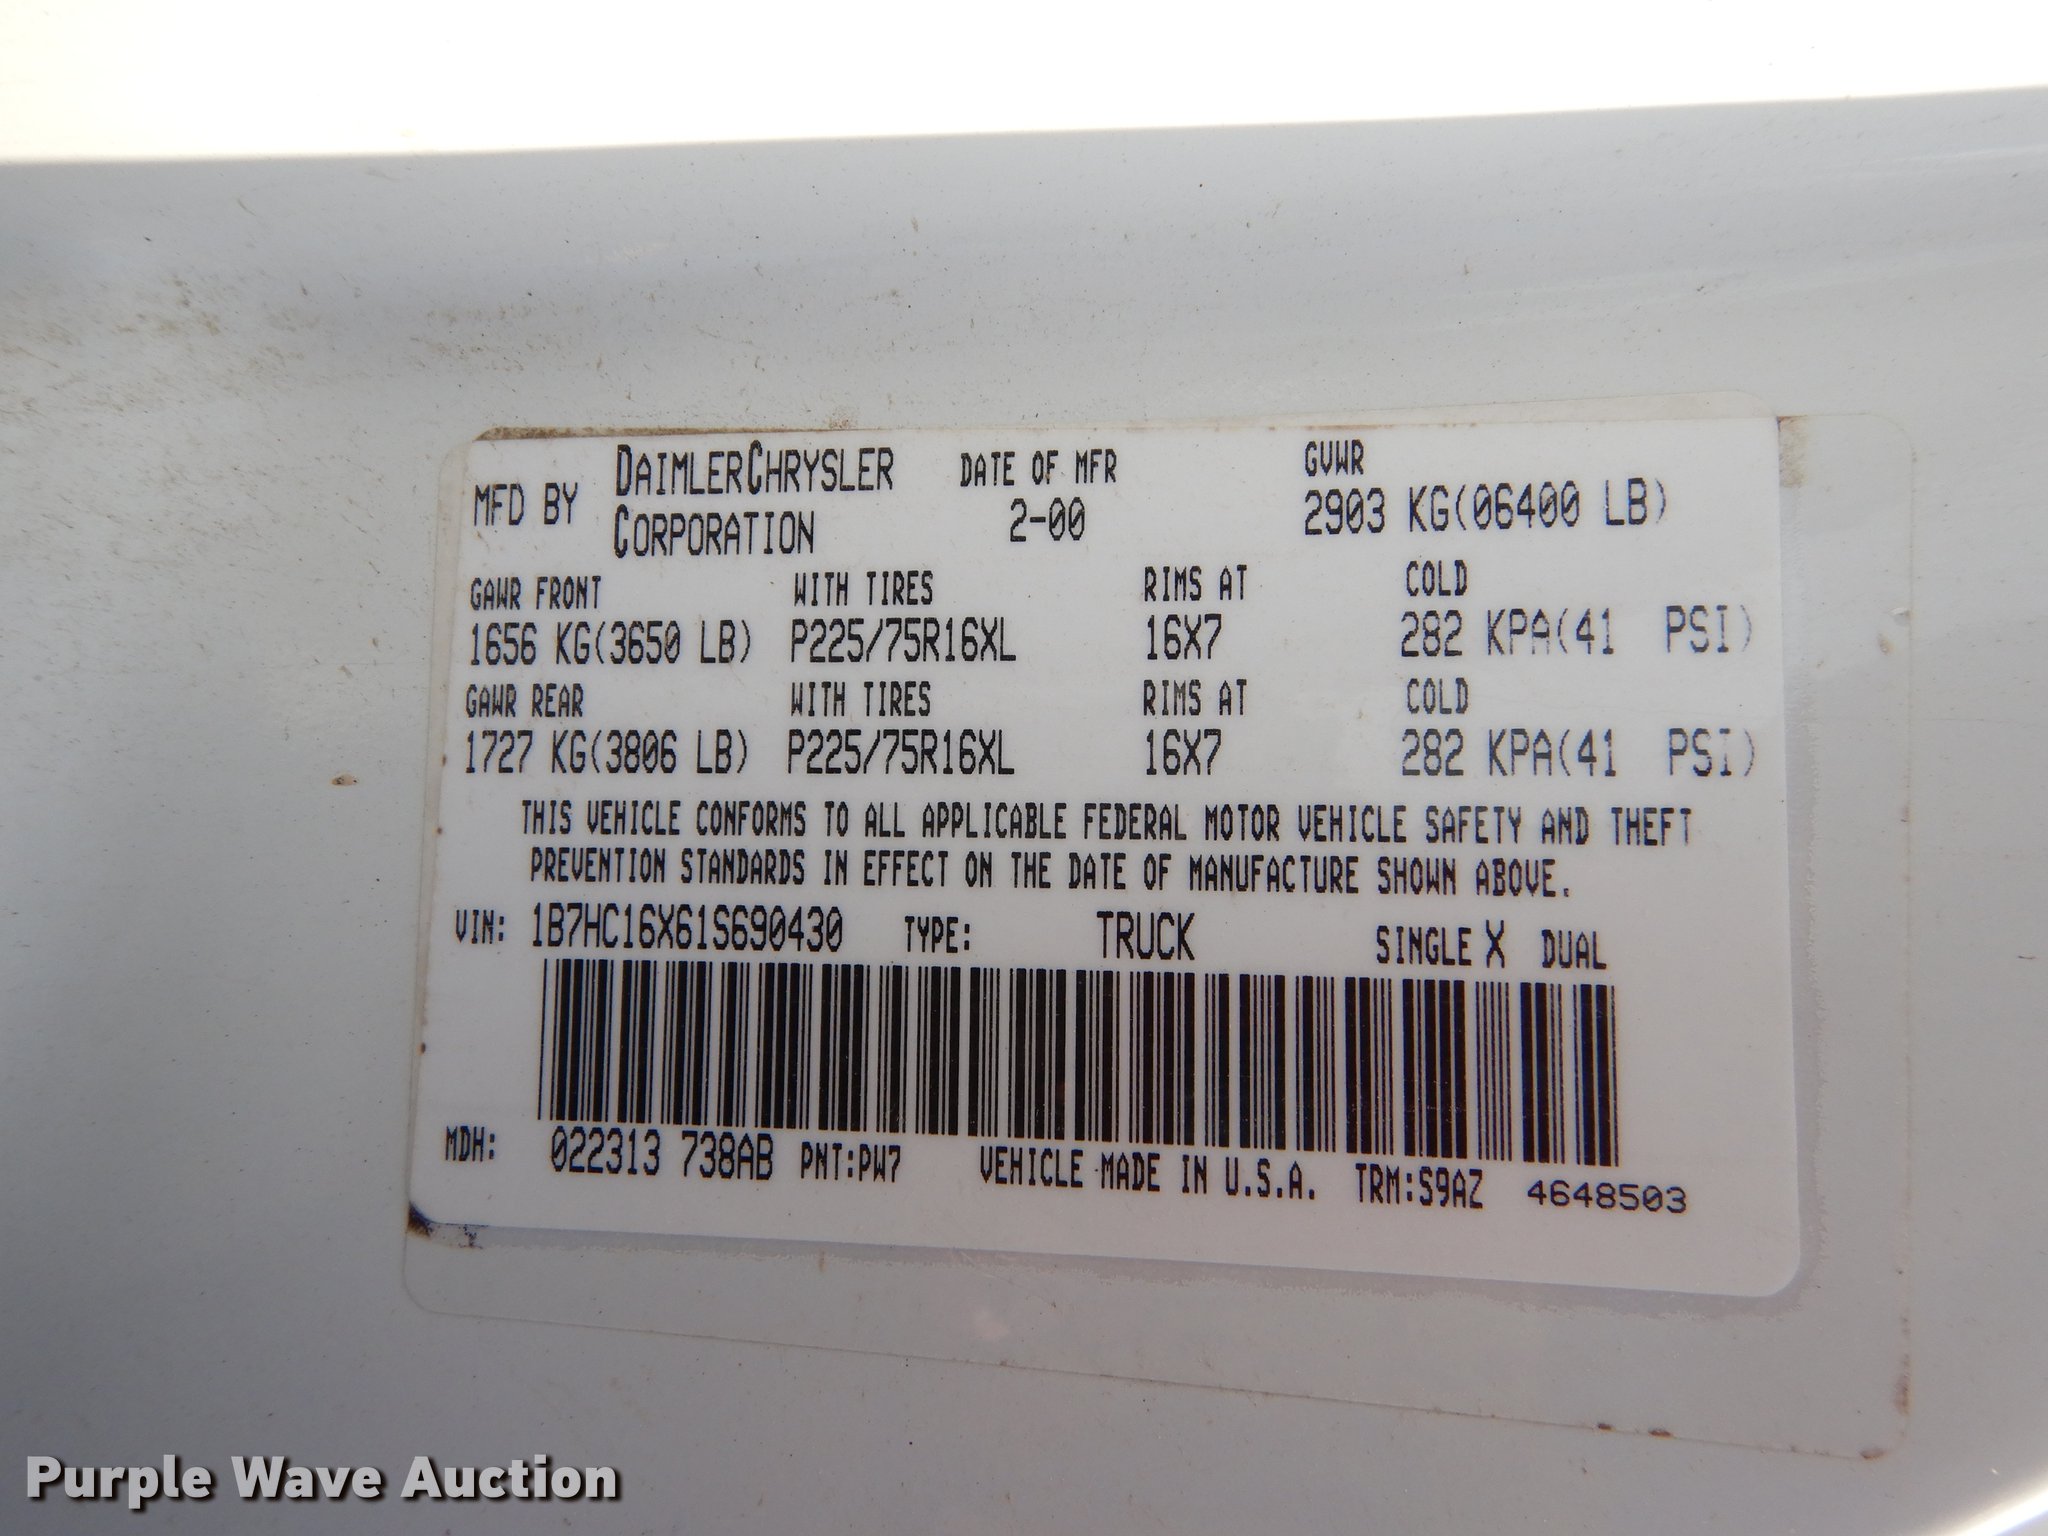 MFD BY DAIMLERCHRYSLER CORPORATION DATE OF MFR 2-00 GVWR 2903 KG(06400 LB)
GAWR FRONT WITH TIRES RIMS AT COLD
1656 KG(3650 LB) P225/75R16XL 16X7 282 KPA(41 PSI)
GAWR REAR WITH TIRES RIMS AT COLD
1727 KG(3806 LB) P225/75R16XL 16X7 282 KPA(41 PSI)
THIS VEHICLE CONFORMS TO ALL APPLICABLE FEDERAL MOTOR VEHICLE SAFETY AND THEFT
PREVENTION STANDARDS IN EFFECT ON THE DATE OF MANUFACTURE SHOWN ABOVE.
VIN: 1B7HC16X61S690430 TYPE: TRUCK SINGLE X DUAL
MDH: 022313 738AB PNT:PW7 VEHICLE MADE IN U.S.A. TRM:S9AZ 4648503
Purple Wave Auction